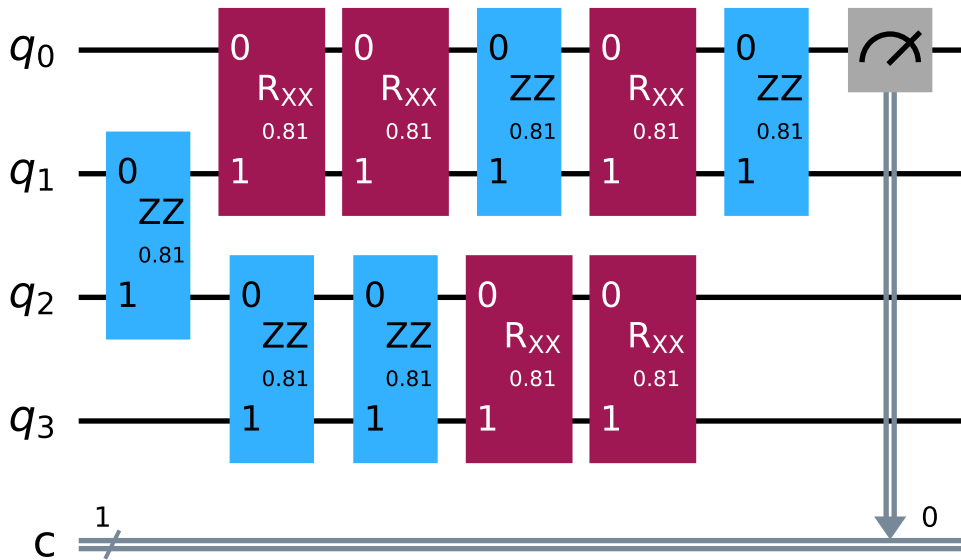 q0
0 0 0 0 0
RXX RXX ZZ RXX ZZ
0.81 0.81 0.81 0.81 0.81
q1
0 1 1 1 1 1
ZZ
0.81
q2
1 0 0 0 0
ZZ ZZ RXX RXX
0.81 0.81 0.81 0.81
q3
1 1 1 1
1 0
c